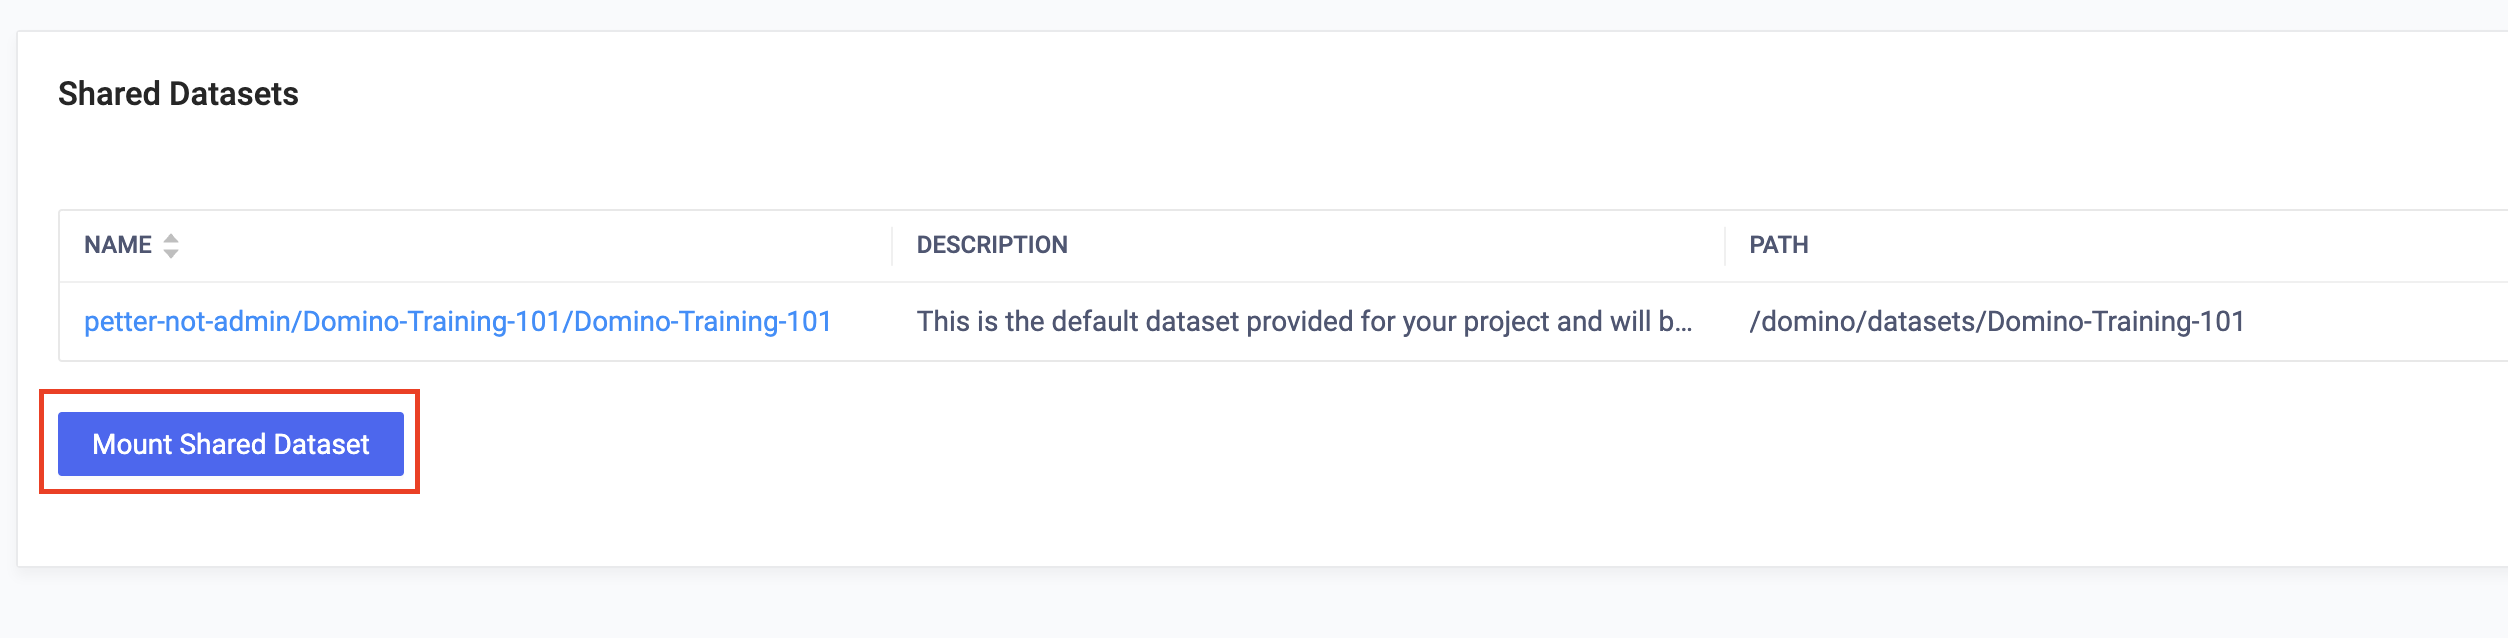 Shared Datasets
NAME DESCRIPTION PATH
petter-not-admin/Domino-Training-101/Domino-Training-101 This is the default dataset provided for your project and will b... /domino/datasets/Domino-Training-101
Mount Shared Dataset